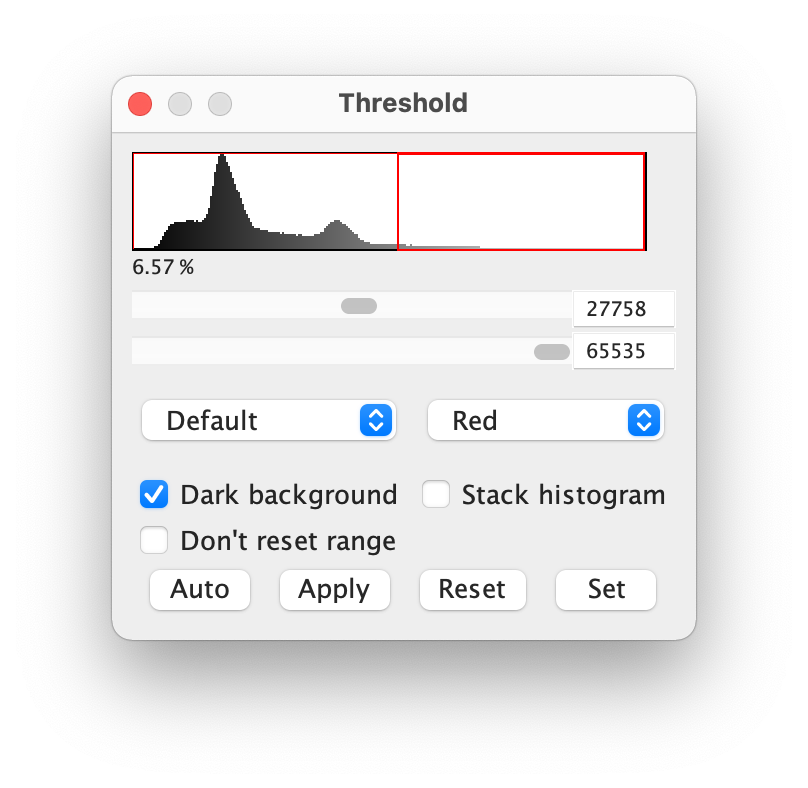 Threshold
6.57 %
27758
65535
Default
Red
Dark background
Stack histogram
Don't reset range
Auto
Apply
Reset
Set